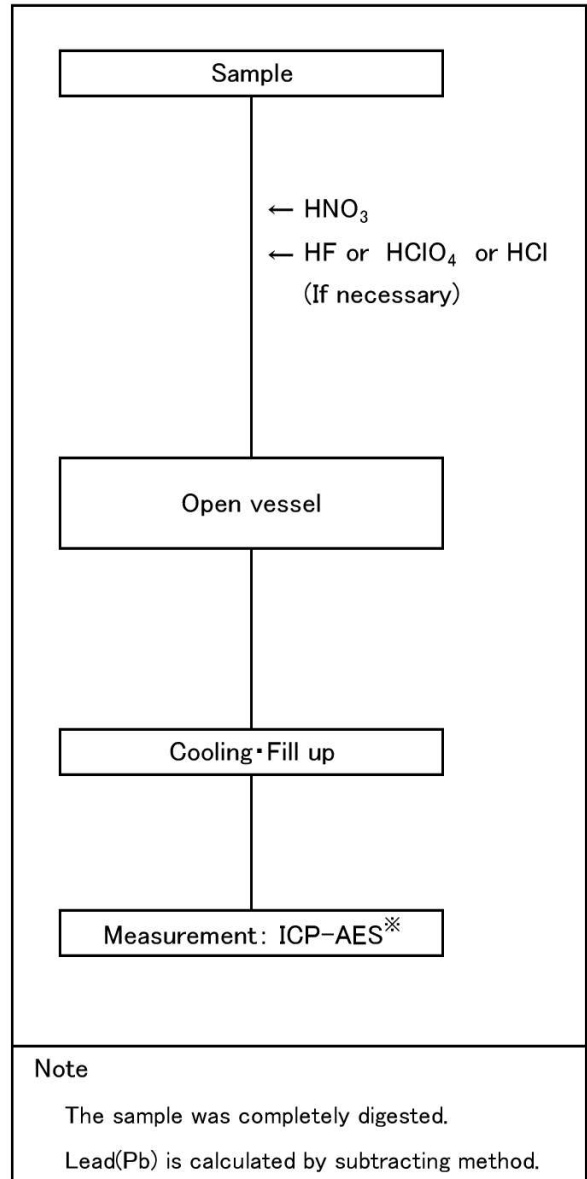 Sample
← HNO₃
← HF or HClO₄ or HCl
(If necessary)
Open vessel
Cooling・Fill up
Measurement: ICP-AES※
Note
The sample was completely digested.
Lead(Pb) is calculated by subtracting method.